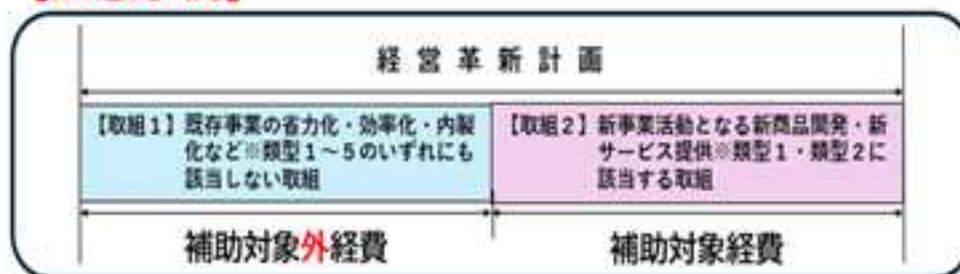 経営革新計画
【取組1】既存事業の省力化・効率化・内製
化など※類型1～5のいずれにも
該当しない取組
【取組2】新事業活動となる新商品開発・新
サービス提供※類型1・類型2に
該当する取組
補助対象外経費
補助対象経費